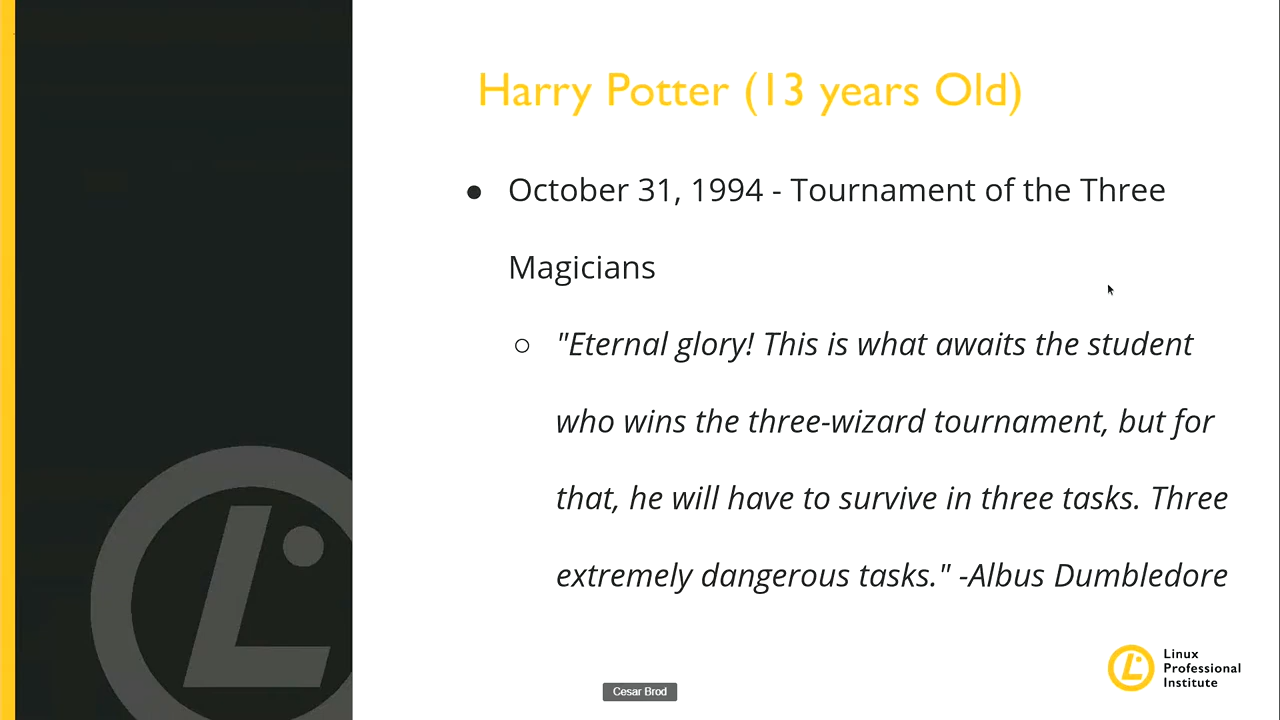 Harry Potter (13 years Old)
● October 31, 1994 - Tournament of the Three
Magicians
○ "Eternal glory! This is what awaits the student
who wins the three-wizard tournament, but for
that, he will have to survive in three tasks. Three
extremely dangerous tasks." -Albus Dumbledore
Linux
Professional
Institute
Cesar Brod